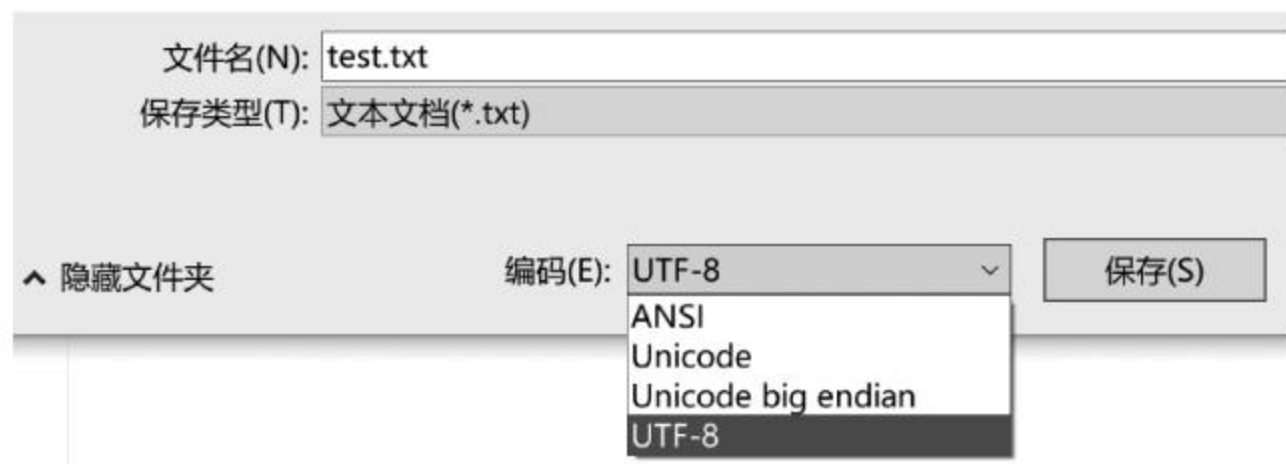 文件名(N): test.txt
保存类型(T): 文本文档(*.txt)
隐藏文件夹 编码(E): UTF-8 保存(S)
ANSI
Unicode
Unicode big endian
UTF-8